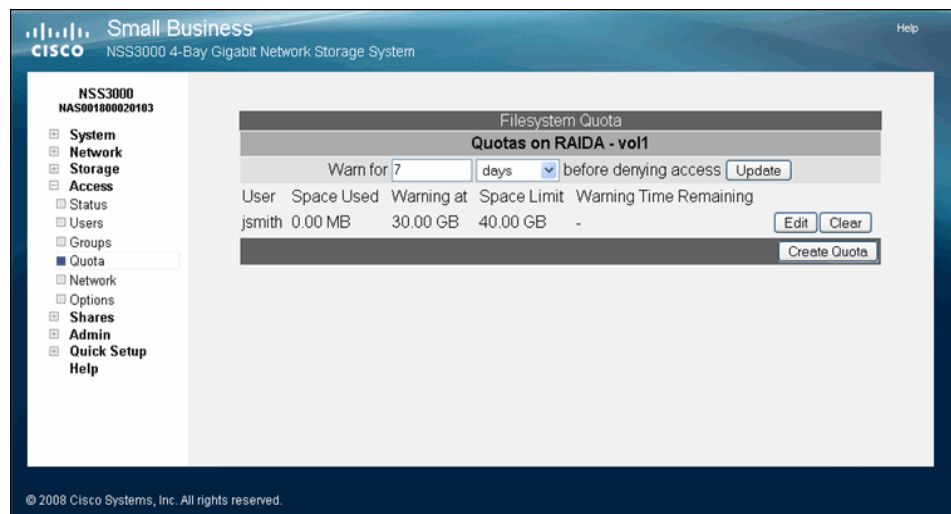 Small Business
CISCO NSS3000 4-Bay Gigabit Network Storage System
Help
NSS3000
NAS001800020103
System
Network
Storage
Access
Status
Users
Groups
Quota
Network
Options
Shares
Admin
Quick Setup
Help
Filesystem Quota
Quotas on RAIDA - vol1
Warn for 7 days before denying access Update
User Space Used Warning at Space Limit Warning Time Remaining
jsmith 0.00 MB 30.00 GB 40.00 GB - Edit Clear
Create Quota
© 2008 Cisco Systems, Inc. All rights reserved.